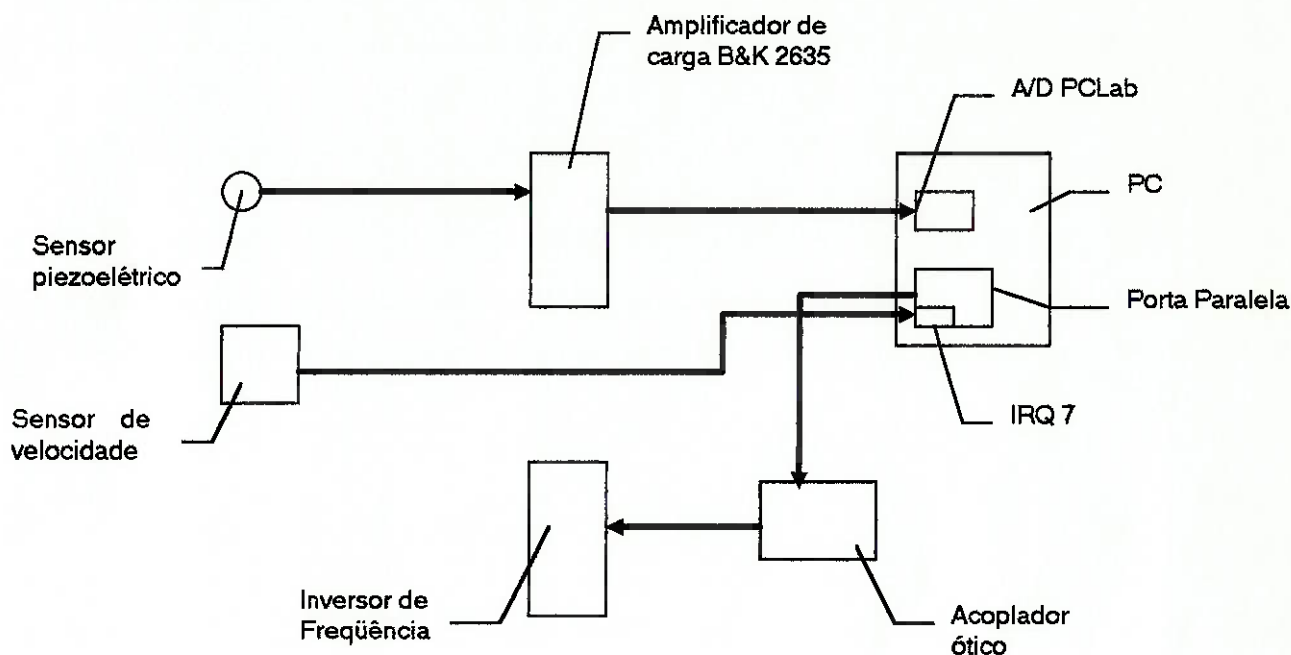 Amplificador de
carga B&K 2635
A/D PCLab
PC
Sensor
piezoelétrico
Porta Paralela
Sensor de
velocidade
IRQ 7
Inversor de
Freqüência
Acoplador
ótico